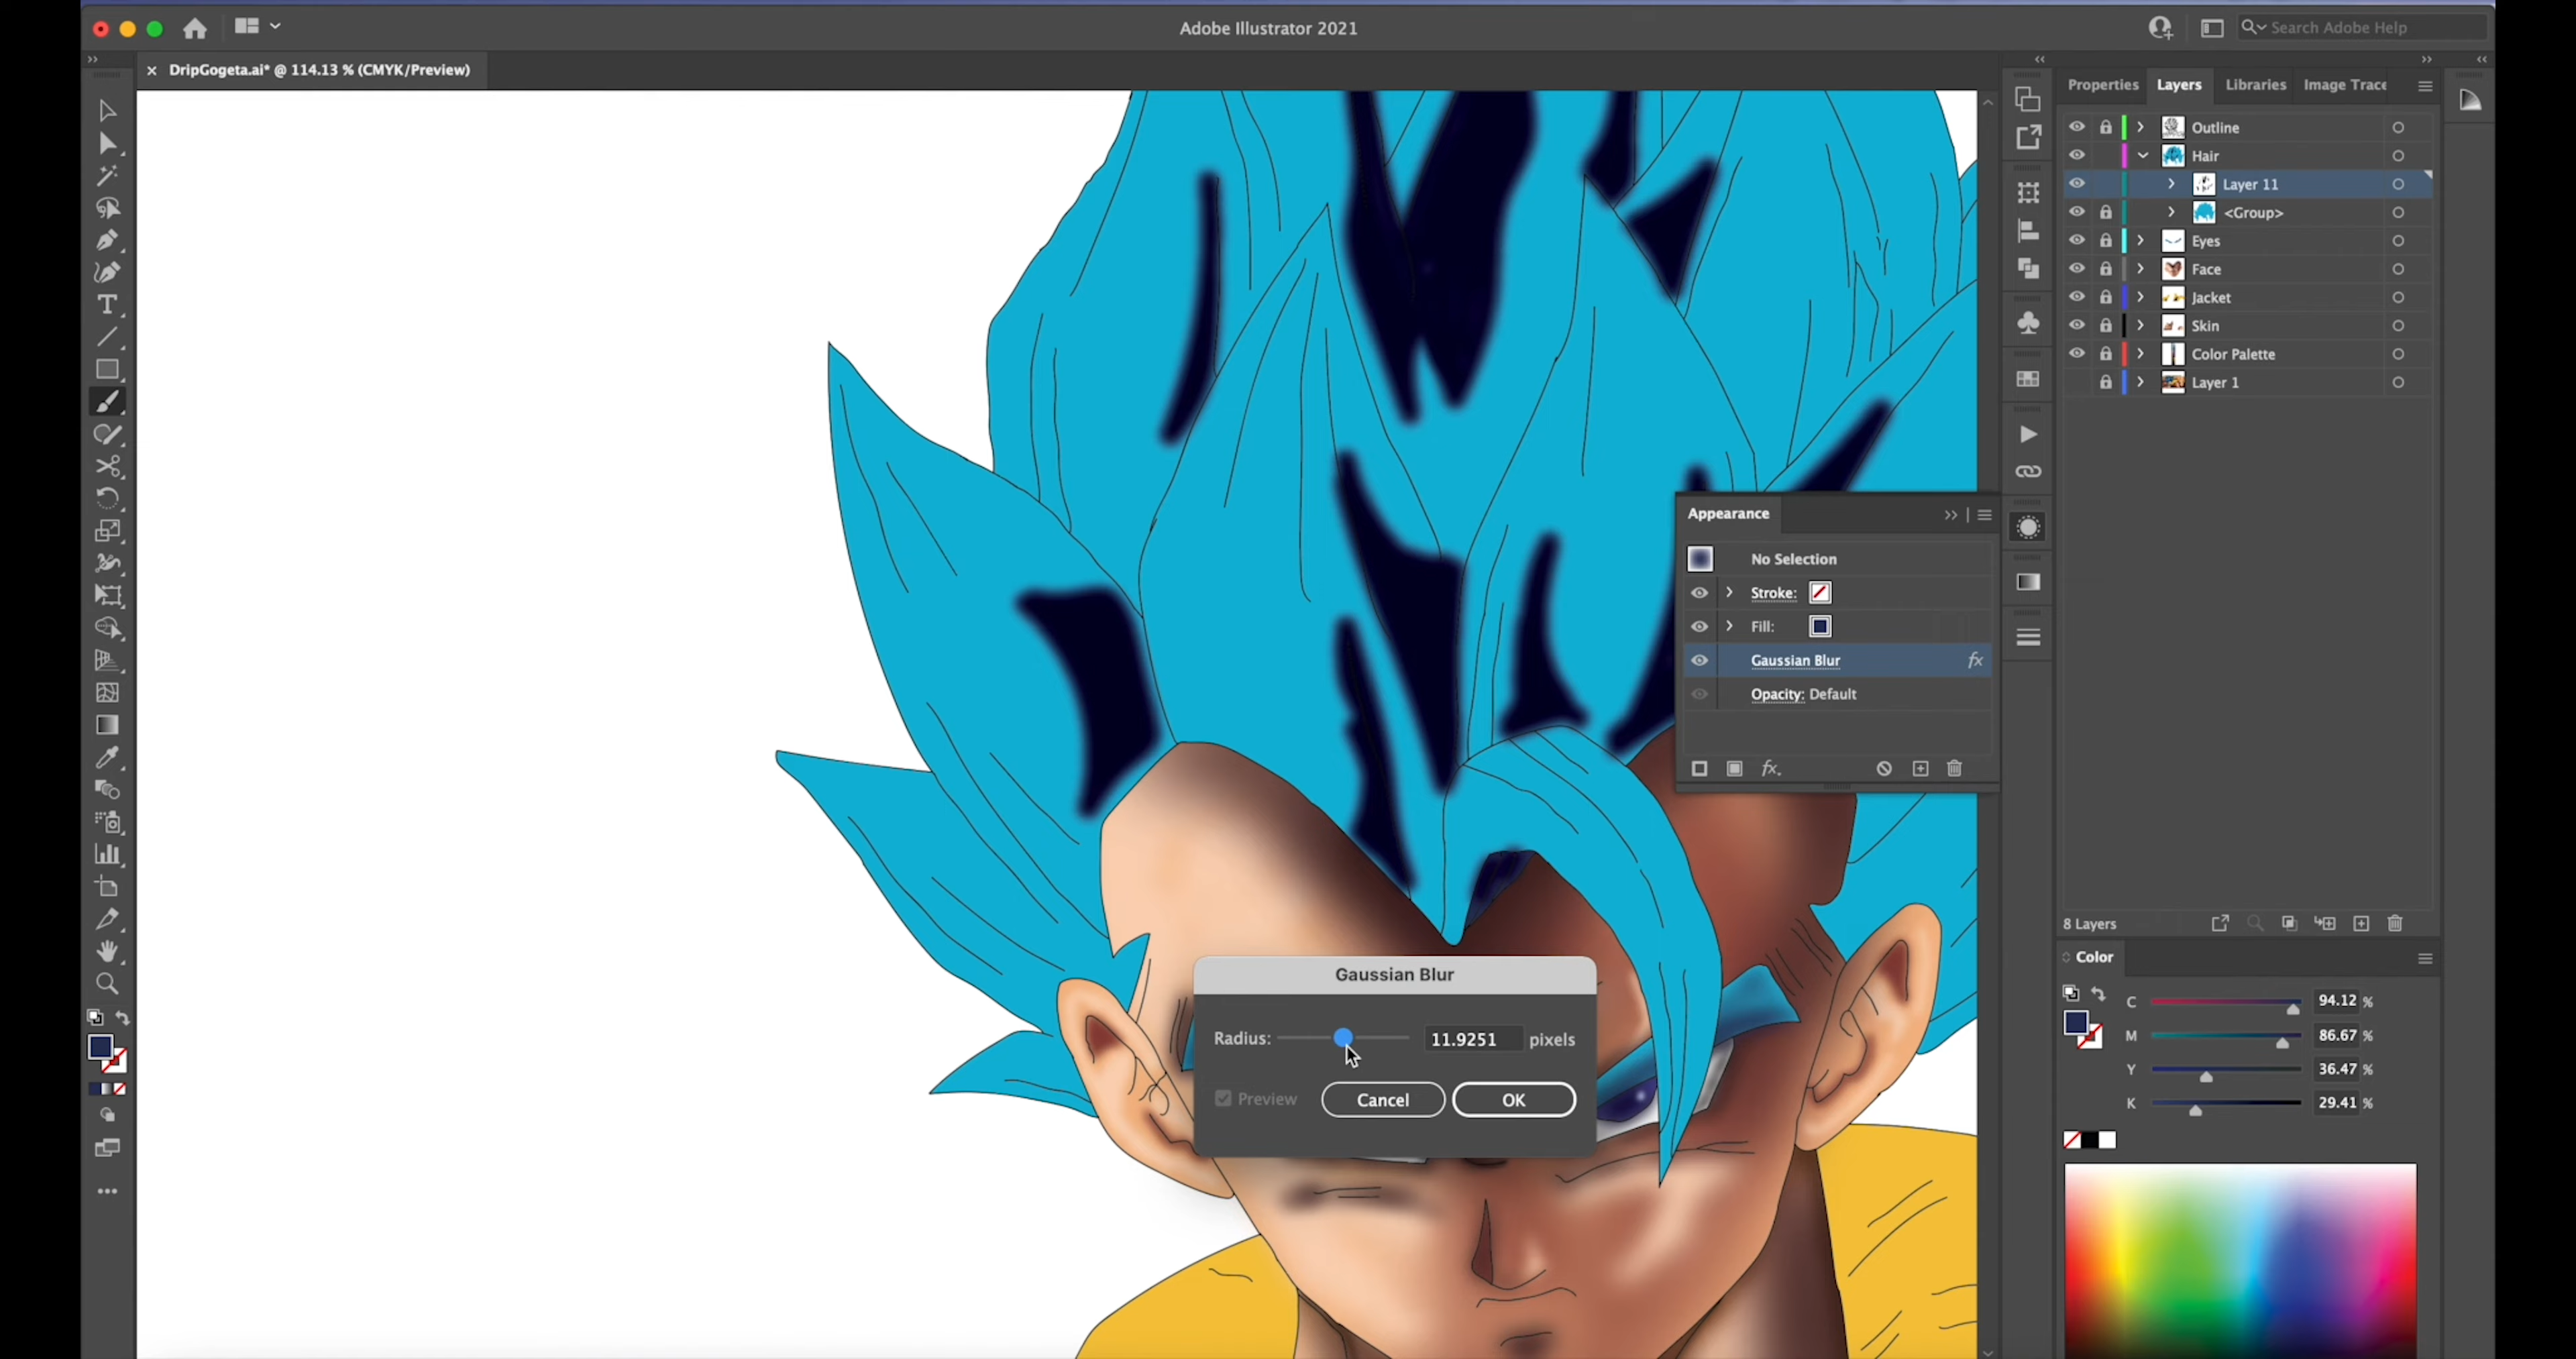 Adobe Illustrator 2021
Search Adobe Help
DripGogeta.ai* @ 114.13 % (CMYK/Preview)
Properties Layers Libraries Image Trace
Outline
Hair
Layer 11
<Group>
Eyes
Face
Jacket
Skin
Color Palette
Layer 1
Appearance
No Selection
Stroke:
Fill:
Gaussian Blur fx
Opacity: Default
fx.
8 Layers
Color
C 94.12 %
M 86.67 %
Y 36.47 %
K 29.41 %
Gaussian Blur
Radius: 11.9251 pixels
Preview Cancel OK